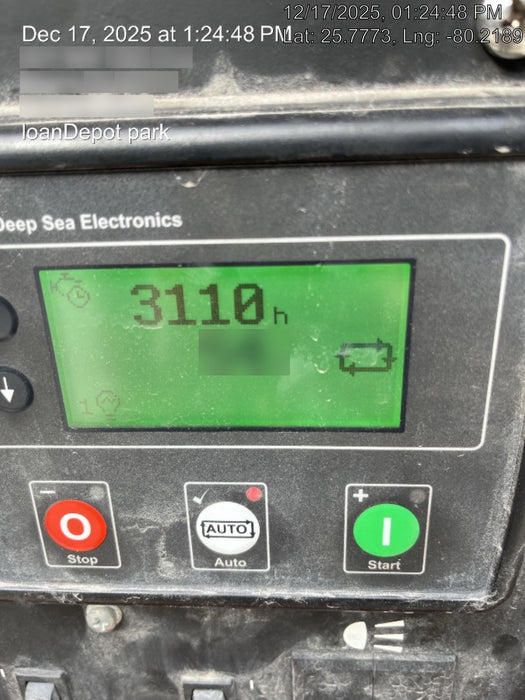 12/17/2025, 01:24:48 PM
Dec 17, 2025 at 1:24:48 PM
Lat: 25.7773, Lng: -80.2189
loanDepot park
Deep Sea Electronics
3110 h
1
Stop
AUTO
Auto
Start